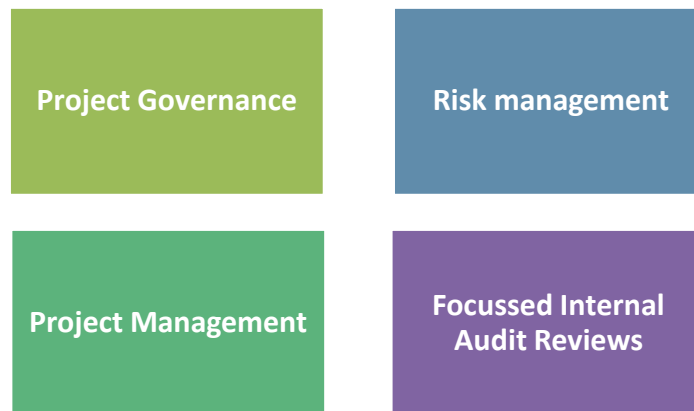 Project Governance
Risk management
Project Management
Focussed Internal
Audit Reviews